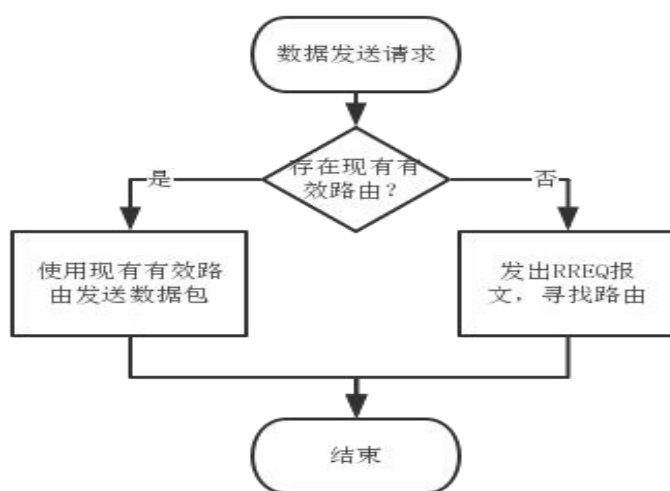 数据发送请求
存在现有有
效路由?
是
否
使用现有有效路
由发送数据包
发出RREQ报
文，寻找路由
结束